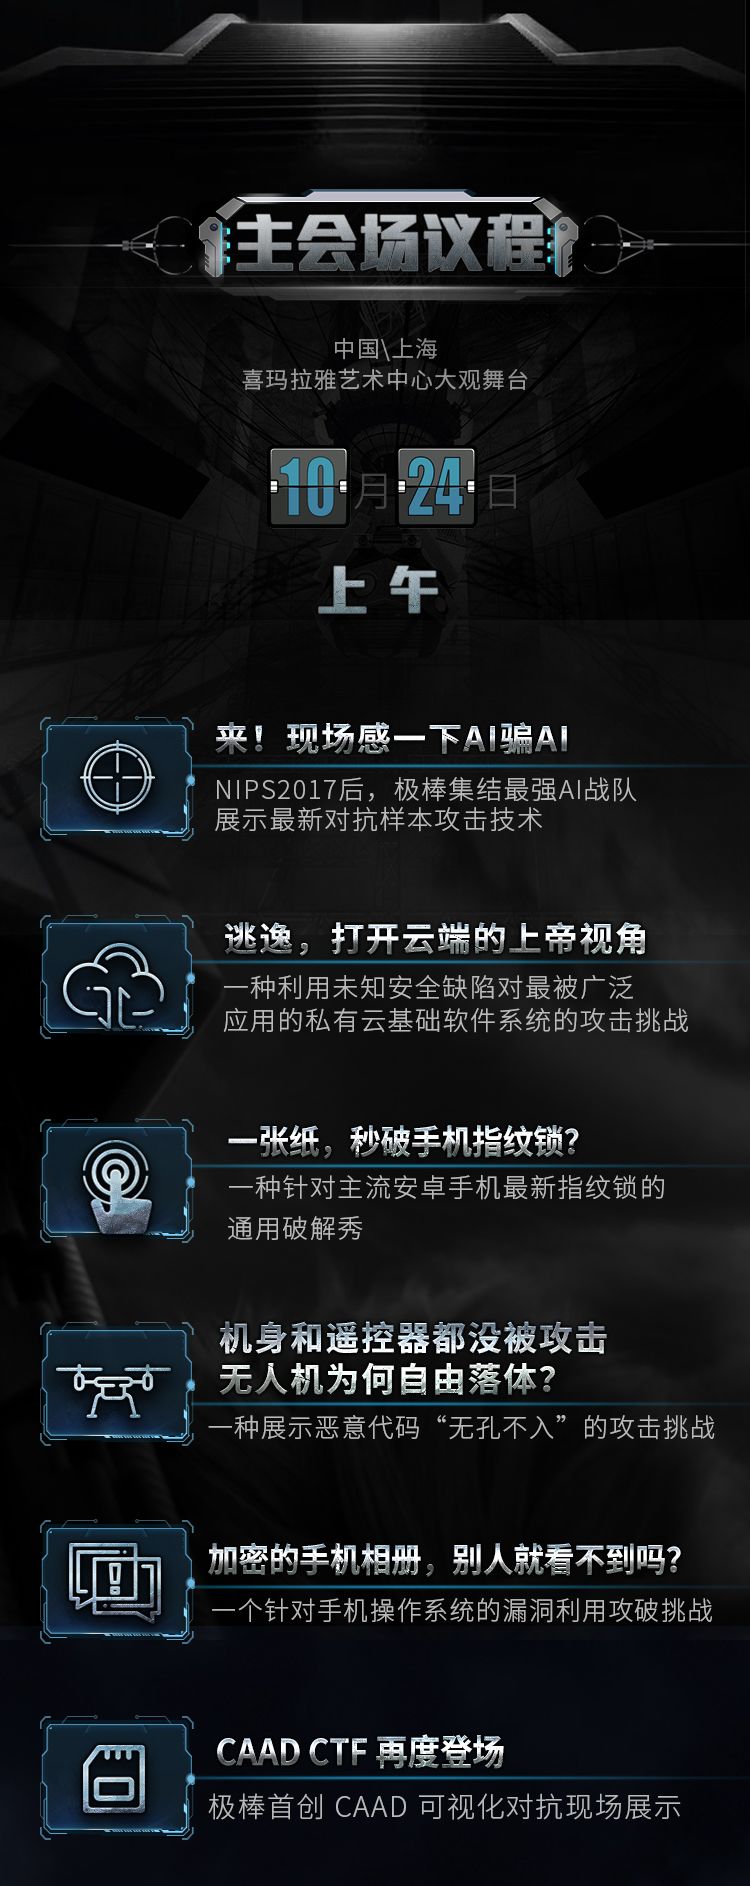 主会场议程
中国\上海
喜玛拉雅艺术中心大观舞台
10月24日
上午
来！现场感一下AI骗AI
NIPS2017后，极棒集结最强AI战队
展示最新对抗样本攻击技术
逃逸，打开云端的上帝视角
一种利用未知安全缺陷对最被广泛
应用的私有云基础软件系统的攻击挑战
一张纸，秒破手机指纹锁？
一种针对主流安卓手机最新指纹锁的
通用破解秀
机身和遥控器都没被攻击
无人机为何自由落体？
一种展示恶意代码“无孔不入”的攻击挑战
加密的手机相册，别人就看不到吗？
一个针对手机操作系统的漏洞利用攻破挑战
CAAD CTF 再度登场
极棒首创 CAAD 可视化对抗现场展示